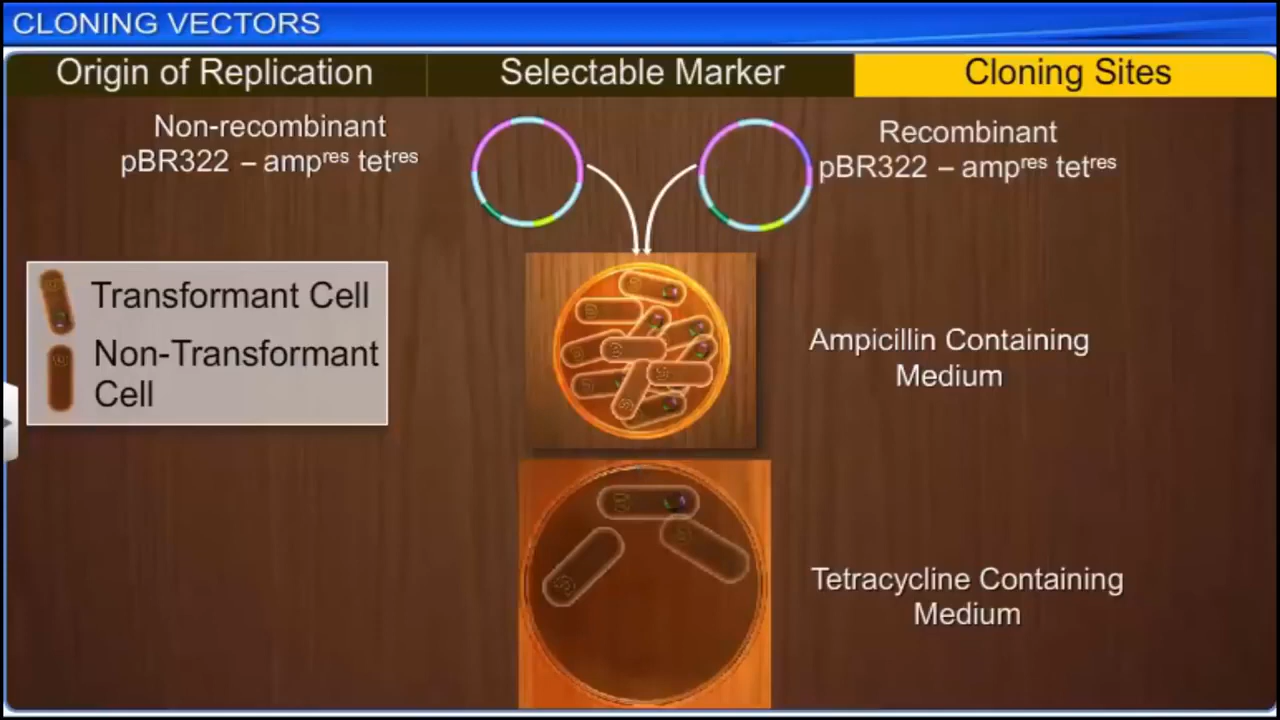 CLONING VECTORS
Origin of Replication
Selectable Marker
Cloning Sites
Non-recombinant
pBR322 – ampʳᵉˢ tetʳᵉˢ
Recombinant
pBR322 – ampʳᵉˢ tetʳᵉˢ
Transformant Cell
Non-Transformant
Cell
Ampicillin Containing
Medium
Tetracycline Containing
Medium